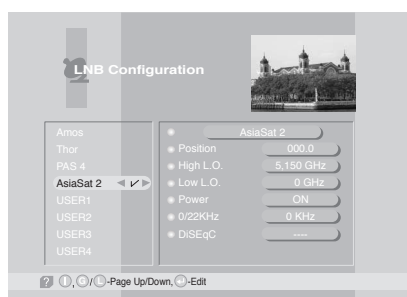 LNB Configuration
Amos
Thor
PAS 4
AsiaSat 2
USER1
USER2
USER3
USER4
AsiaSat 2
Position 000.0
High L.O. 5,150 GHz
Low L.O. 0 GHz
Power ON
0/22KHz 0 KHz
DiSEqC ----
? I, G/L-Page Up/Down, -Edit